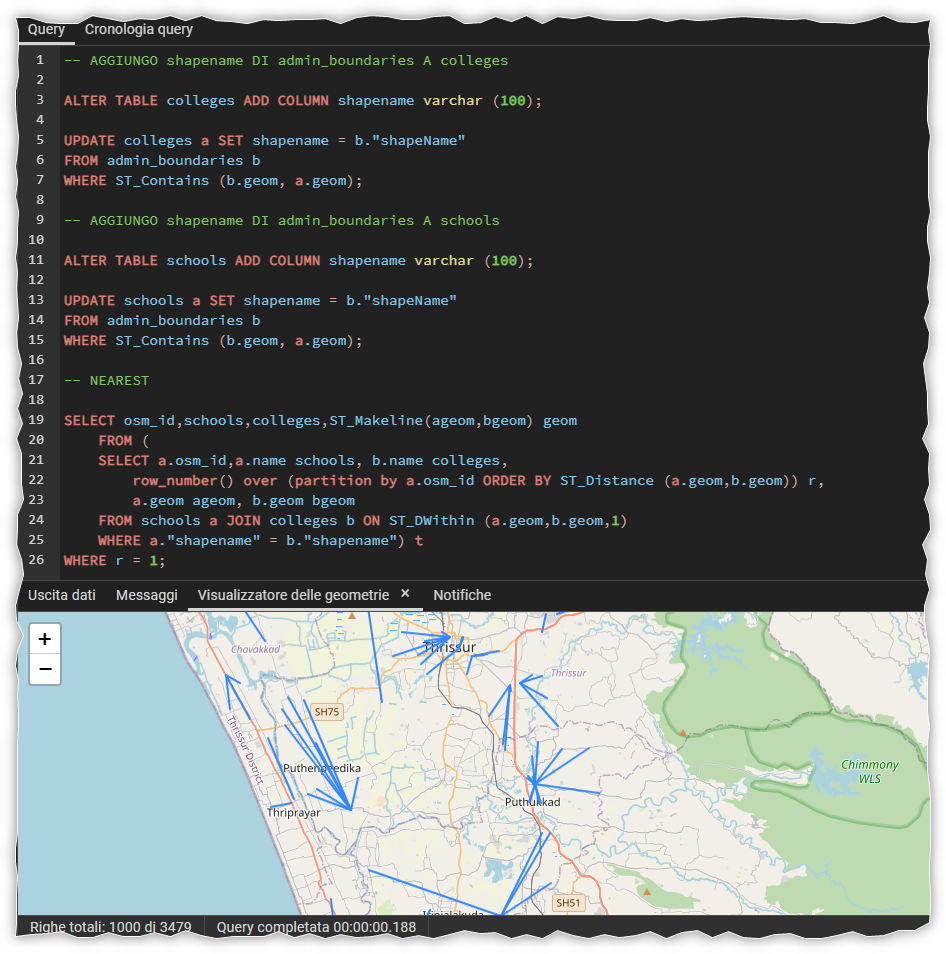 Query Cronologia query
1 -- AGGIUNGO shapename DI admin_boundaries A colleges
2
3 ALTER TABLE colleges ADD COLUMN shapename varchar (100);
4
5 UPDATE colleges a SET shapename = b."shapeName"
6 FROM admin_boundaries b
7 WHERE ST_Contains (b.geom, a.geom);
8
9 -- AGGIUNGO shapename DI admin_boundaries A schools
10
11 ALTER TABLE schools ADD COLUMN shapename varchar (100);
12
13 UPDATE schools a SET shapename = b."shapeName"
14 FROM admin_boundaries b
15 WHERE ST_Contains (b.geom, a.geom);
16
17 -- NEAREST
18
19 SELECT osm_id,schools,colleges,ST_Makeline(ageom,bgeom) geom
20 FROM (
21 SELECT a.osm_id,a.name schools, b.name colleges,
22 row_number() over (partition by a.osm_id ORDER BY ST_Distance (a.geom,b.geom)) r,
23 a.geom ageom, b.geom bgeom
24 FROM schools a JOIN colleges b ON ST_DWithin (a.geom,b.geom,1)
25 WHERE a."shapename" = b."shapename") t
26 WHERE r = 1;
Uscita dati Messaggi Visualizzatore delle geometrie × Notifiche
+
−
Chavakkad
Thrissur
Thrissur
SH75
Thrissur District
Puthenpeedika
Chimmony
WLS
Puthukkad
Thriprayar
SH51
Irinjalakuda
Righe totali: 1000 di 3479 Query completata 00:00:00.188